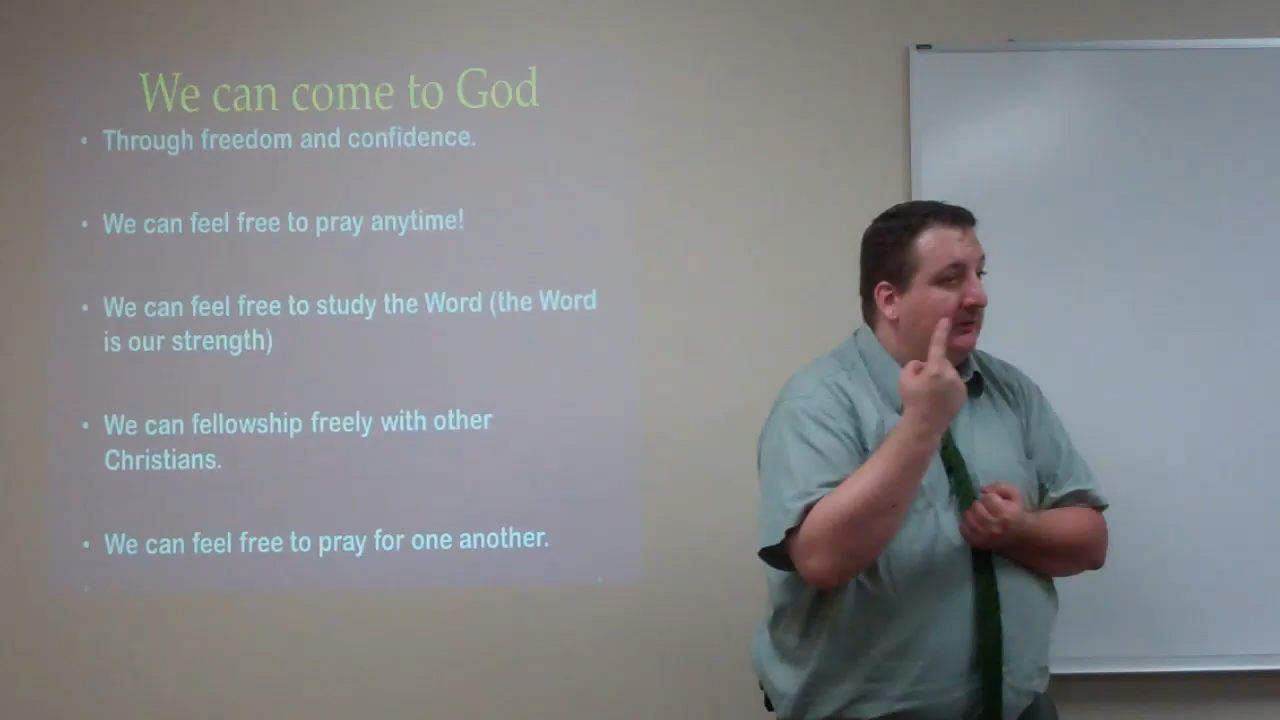 We can come to God
• Through freedom and confidence.
• We can feel free to pray anytime!
• We can feel free to study the Word (the Word
is our strength)
• We can fellowship freely with other
Christians.
• We can feel free to pray for one another.